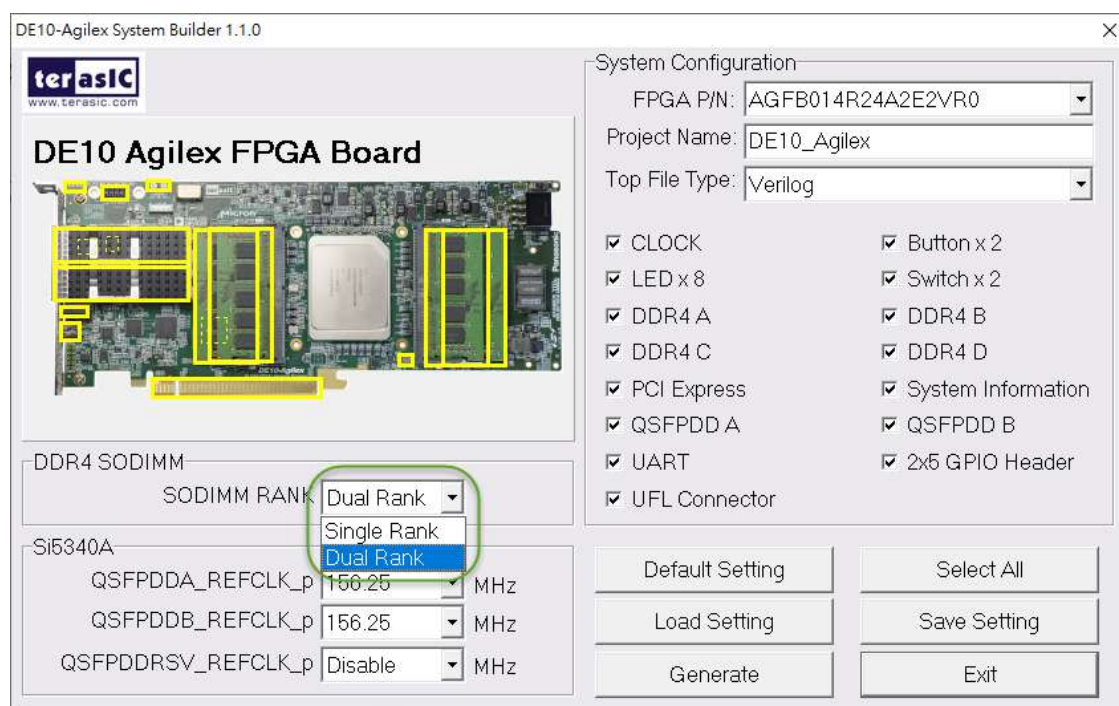 DE10-Agilex System Builder 1.1.0
terasIC
www.terasic.com
DE10 Agilex FPGA Board
Micron
Panasonic
DE10-Agilex
DDR4 SODIMM
SODIMM RANK Dual Rank
Single Rank
Dual Rank
Si5340A
QSFPDDA_REFCLK_p 156.25 MHz
QSFPDDB_REFCLK_p 156.25 MHz
QSFPDDRSV_REFCLK_p Disable MHz
System Configuration
FPGA P/N: AGFB014R24A2E2VR0
Project Name: DE10_Agilex
Top File Type: Verilog
CLOCK Button x 2
LED x 8 Switch x 2
DDR4 A DDR4 B
DDR4 C DDR4 D
PCI Express System Information
QSFPDD A QSFPDD B
UART 2x5 GPIO Header
UFL Connector
Default Setting Select All
Load Setting Save Setting
Generate Exit